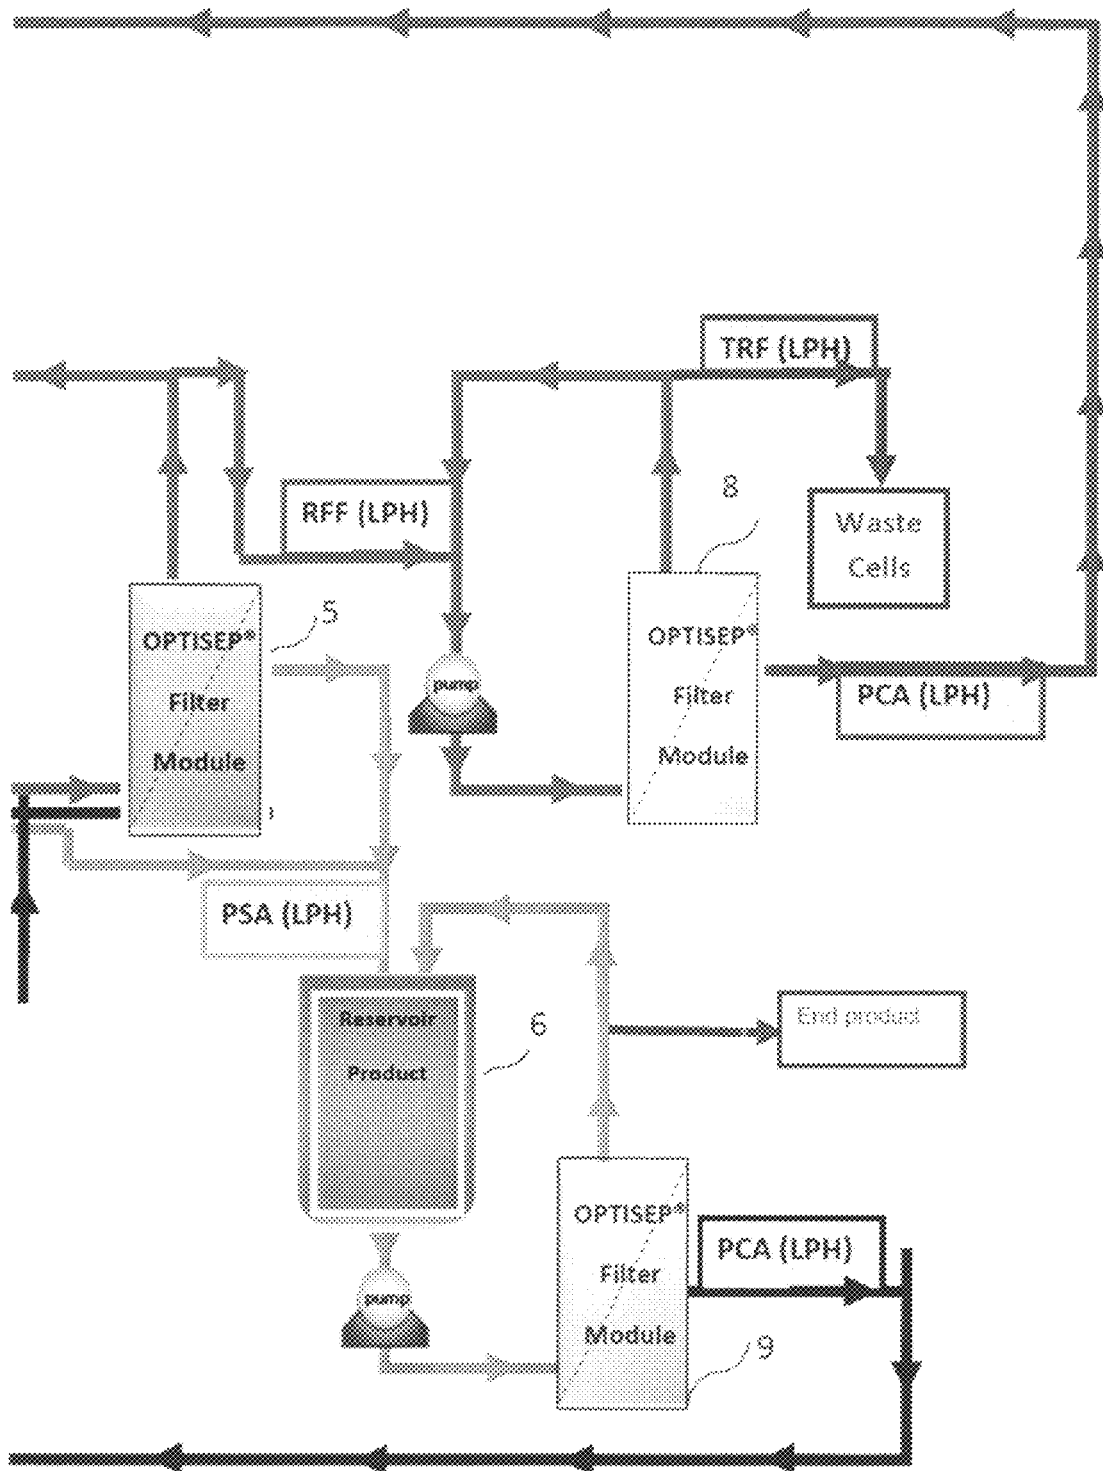 TRF (LPH)
8
RFF (LPH)
Waste
Cells
5
OPTISEP*
Filter
Module
pump
OPTISEP*
Filter
Module
PCA (LPH)
PSA (LPH)
Reservoir
Product
6
End product
OPTISEP*
Filter
Module
PCA (LPH)
pump
9